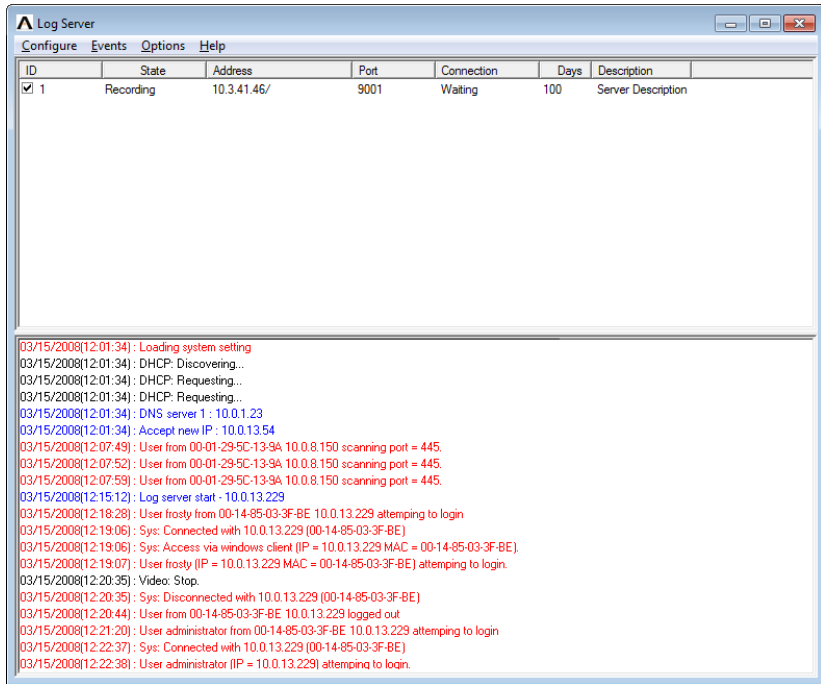 Log Server
Configure Events Options Help
ID State Address Port Connection Days Description
1 Recording 10.3.41.46/ 9001 Waiting 100 Server Description
03/15/2008(12:01:34) : Loading system setting
03/15/2008(12:01:34) : DHCP: Discovering...
03/15/2008(12:01:34) : DHCP: Requesting...
03/15/2008(12:01:34) : DHCP: Requesting...
03/15/2008(12:01:34) : DNS server 1 : 10.0.1.23
03/15/2008(12:01:34) : Accept new IP : 10.0.13.54
03/15/2008(12:07:49) : User from 00-01-29-5C-13-9A 10.0.8.150 scanning port = 445.
03/15/2008(12:07:52) : User from 00-01-29-5C-13-9A 10.0.8.150 scanning port = 445.
03/15/2008(12:07:59) : User from 00-01-29-5C-13-9A 10.0.8.150 scanning port = 445.
03/15/2008(12:15:12) : Log server start - 10.0.13.229
03/15/2008(12:18:28) : User frosty from 00-14-85-03-3F-BE 10.0.13.229 attemping to login
03/15/2008(12:19:06) : Sys: Connected with 10.0.13.229 (00-14-85-03-3F-BE)
03/15/2008(12:19:06) : Sys: Access via windows client (IP = 10.0.13.229 MAC = 00-14-85-03-3F-BE).
03/15/2008(12:19:07) : User frosty (IP = 10.0.13.229 MAC = 00-14-85-03-3F-BE) attemping to login.
03/15/2008(12:20:35) : Video: Stop.
03/15/2008(12:20:35) : Sys: Disconnected with 10.0.13.229 (00-14-85-03-3F-BE)
03/15/2008(12:20:44) : User from 00-14-85-03-3F-BE 10.0.13.229 logged out
03/15/2008(12:21:20) : User administrator from 00-14-85-03-3F-BE 10.0.13.229 attemping to login
03/15/2008(12:22:37) : Sys: Connected with 10.0.13.229 (00-14-85-03-3F-BE)
03/15/2008(12:22:38) : User administrator (IP = 10.0.13.229) attemping to login.